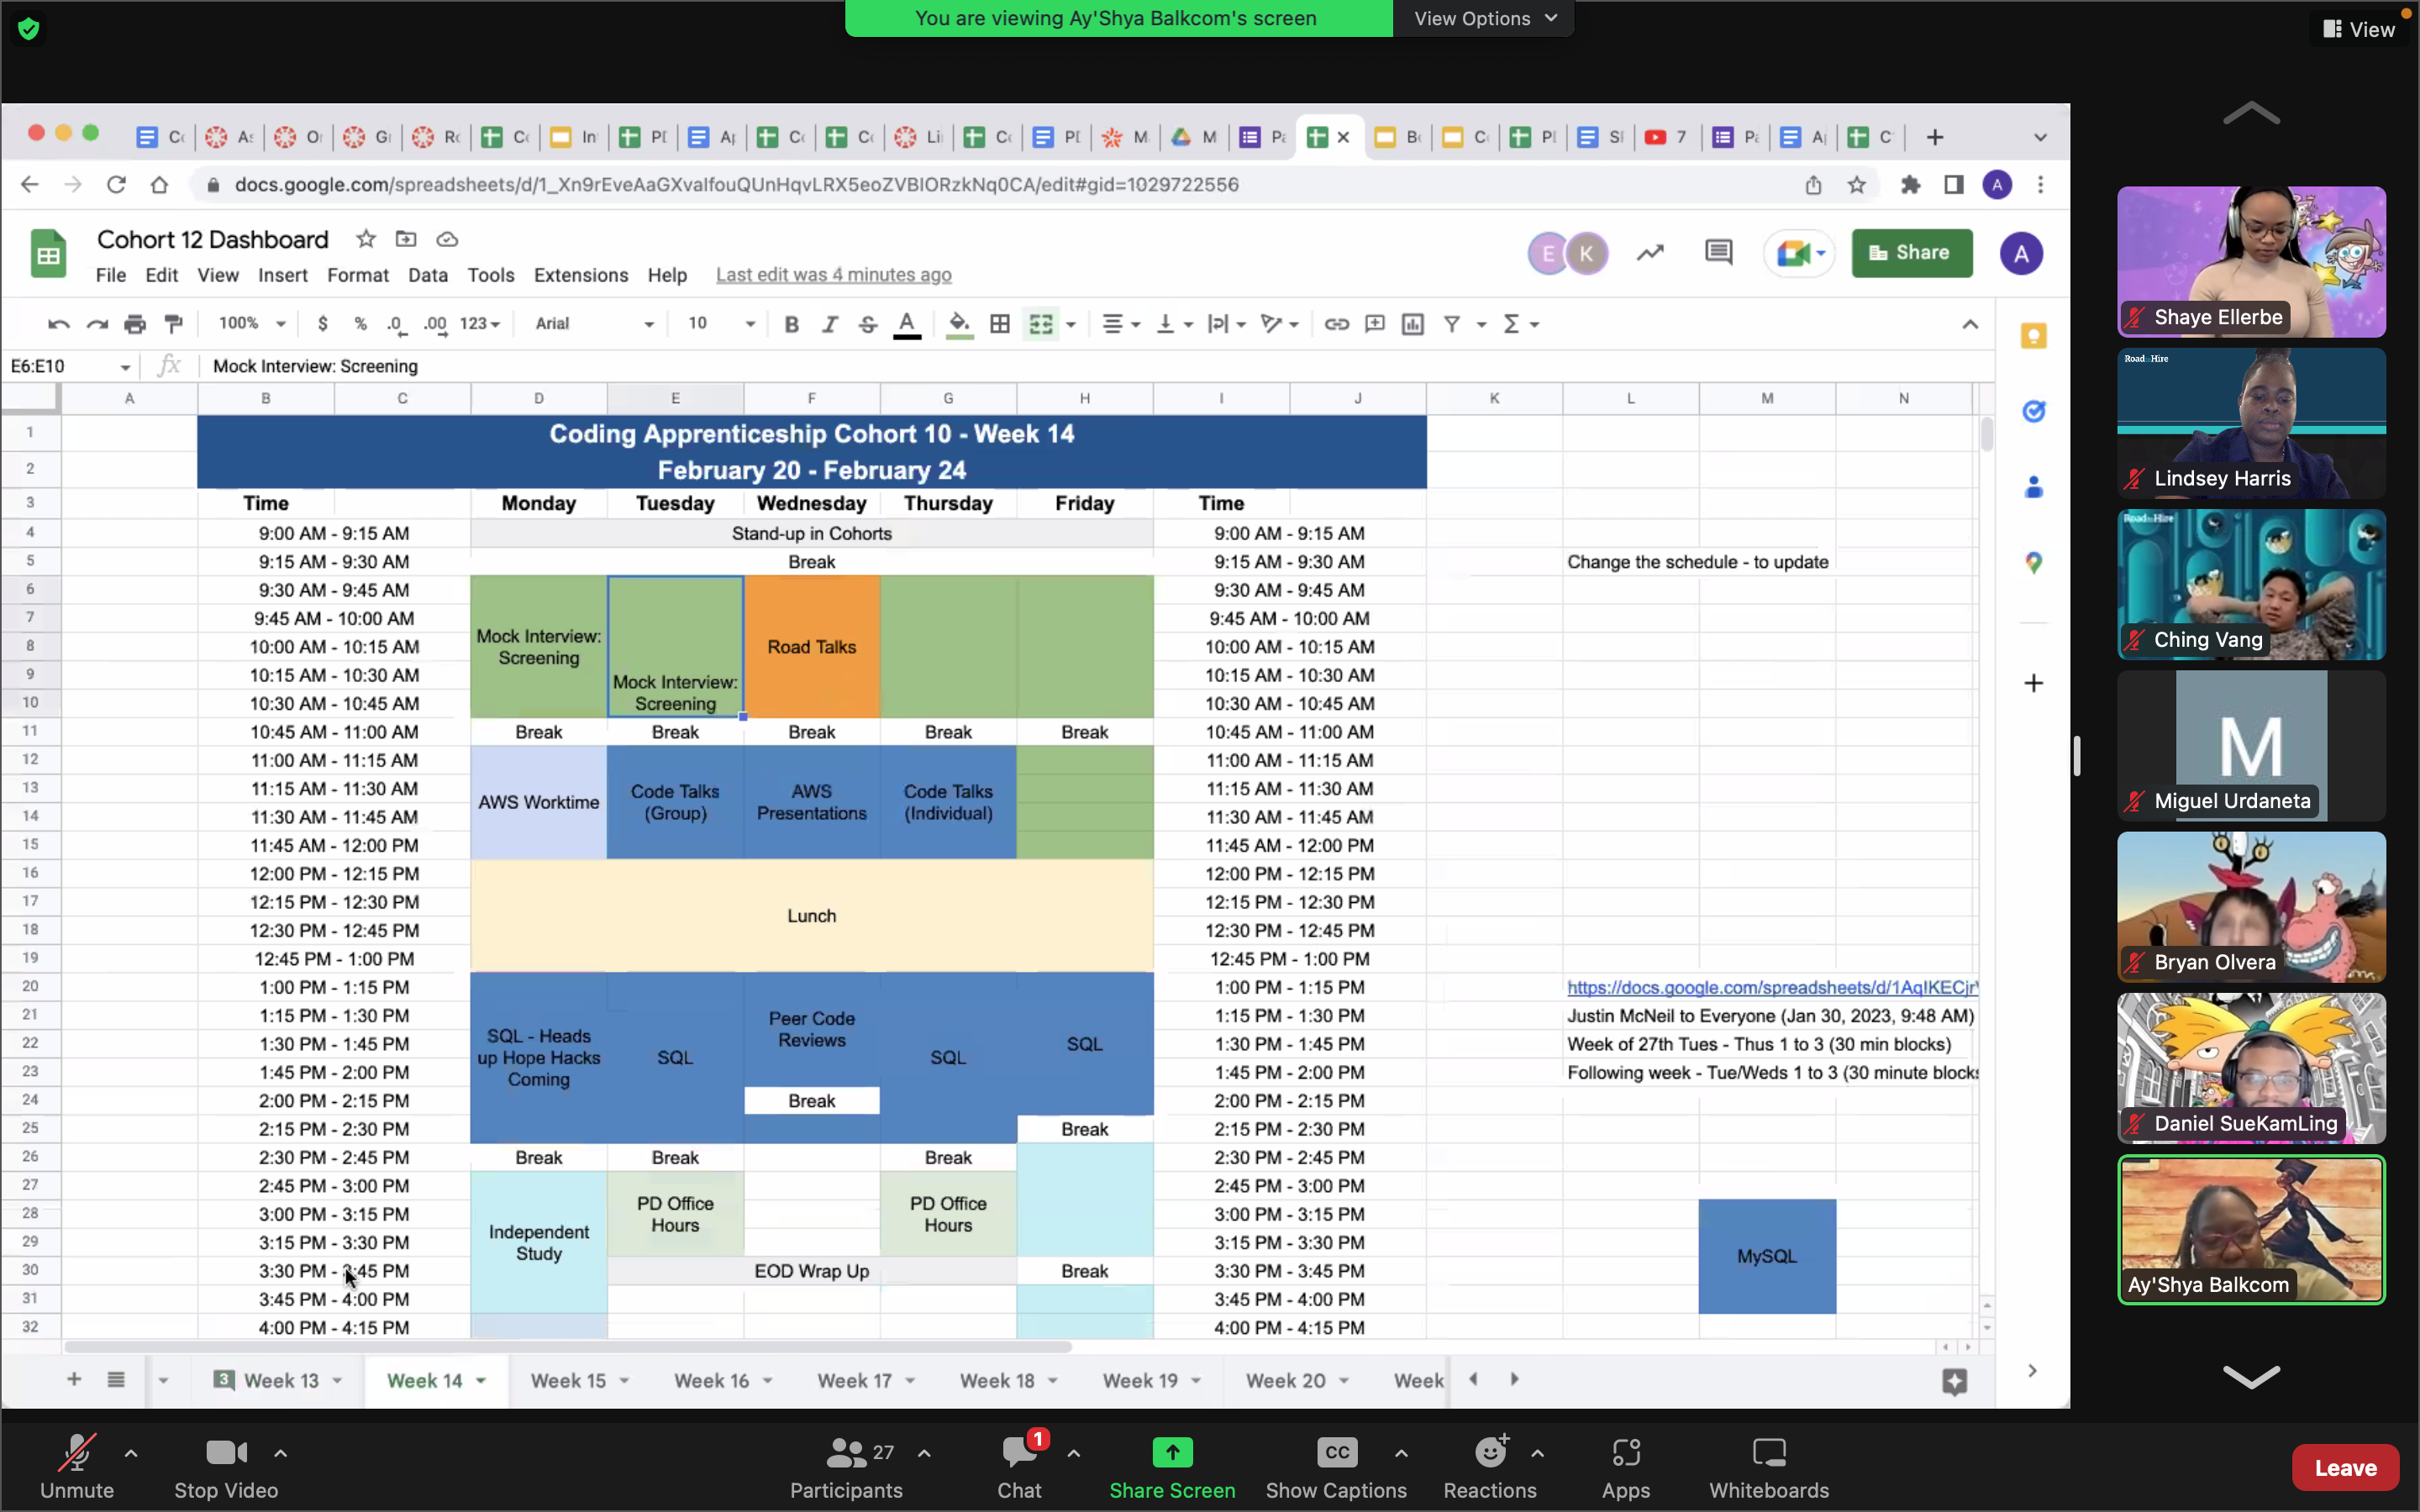 You are viewing Ay'Shya Balkcom's screen
View Options
View
docs.google.com/spreadsheets/d/1_Xn9rEveAaGXvalfouQUnHqvLRX5eoZVBIORzkNq0CA/edit#gid=1029722556
A
Cohort 12 Dashboard
E K
Share
A
File Edit View Insert Format Data Tools Extensions Help Last edit was 4 minutes ago
100% $ % .0 .00 123 Arial 10 B I S A
E6:E10 fx Mock Interview: Screening
A B C D E F G H I J K L M N
1 Coding Apprenticeship Cohort 10 - Week 14
2 February 20 - February 24
3 Time Monday Tuesday Wednesday Thursday Friday Time
4 9:00 AM - 9:15 AM Stand-up in Cohorts 9:00 AM - 9:15 AM
5 9:15 AM - 9:30 AM Break 9:15 AM - 9:30 AM Change the schedule - to update
6 9:30 AM - 9:45 AM 9:30 AM - 9:45 AM
7 9:45 AM - 10:00 AM 9:45 AM - 10:00 AM
Mock Interview: Screening
8 10:00 AM - 10:15 AM Road Talks 10:00 AM - 10:15 AM
9 10:15 AM - 10:30 AM 10:15 AM - 10:30 AM
Mock Interview: Screening
10 10:30 AM - 10:45 AM 10:30 AM - 10:45 AM
11 10:45 AM - 11:00 AM Break Break Break Break Break 10:45 AM - 11:00 AM
12 11:00 AM - 11:15 AM 11:00 AM - 11:15 AM
13 11:15 AM - 11:30 AM 11:15 AM - 11:30 AM
AWS Worktime Code Talks (Group) AWS Presentations Code Talks (Individual)
14 11:30 AM - 11:45 AM 11:30 AM - 11:45 AM
15 11:45 AM - 12:00 PM 11:45 AM - 12:00 PM
16 12:00 PM - 12:15 PM 12:00 PM - 12:15 PM
17 12:15 PM - 12:30 PM 12:15 PM - 12:30 PM
Lunch
18 12:30 PM - 12:45 PM 12:30 PM - 12:45 PM
19 12:45 PM - 1:00 PM 12:45 PM - 1:00 PM
20 1:00 PM - 1:15 PM 1:00 PM - 1:15 PM https://docs.google.com/spreadsheets/d/1AqIKECjr
21 1:15 PM - 1:30 PM 1:15 PM - 1:30 PM Justin McNeil to Everyone (Jan 30, 2023, 9:48 AM)
Peer Code Reviews
22 1:30 PM - 1:45 PM SQL - Heads up Hope Hacks Coming SQL SQL SQL 1:30 PM - 1:45 PM Week of 27th Tues - Thus 1 to 3 (30 min blocks)
23 1:45 PM - 2:00 PM 1:45 PM - 2:00 PM Following week - Tue/Weds 1 to 3 (30 minute blocks
24 2:00 PM - 2:15 PM Break 2:00 PM - 2:15 PM
25 2:15 PM - 2:30 PM Break 2:15 PM - 2:30 PM
26 2:30 PM - 2:45 PM Break Break Break 2:30 PM - 2:45 PM
27 2:45 PM - 3:00 PM 2:45 PM - 3:00 PM
PD Office Hours PD Office Hours
28 3:00 PM - 3:15 PM 3:00 PM - 3:15 PM
Independent Study
29 3:15 PM - 3:30 PM 3:15 PM - 3:30 PM MySQL
30 3:30 PM - 3:45 PM EOD Wrap Up Break 3:30 PM - 3:45 PM
31 3:45 PM - 4:00 PM 3:45 PM - 4:00 PM
32 4:00 PM - 4:15 PM 4:00 PM - 4:15 PM
3 Week 13 Week 14 Week 15 Week 16 Week 17 Week 18 Week 19 Week 20 Week
Shaye Ellerbe
Road Hire
Lindsey Harris
Road Hire
Ching Vang
M
Miguel Urdaneta
Bryan Olvera
Daniel SueKamLing
Ay'Shya Balkcom
Unmute
Stop Video
27
Participants
1
Chat
Share Screen
CC
Show Captions
Reactions
Apps
Whiteboards
Leave